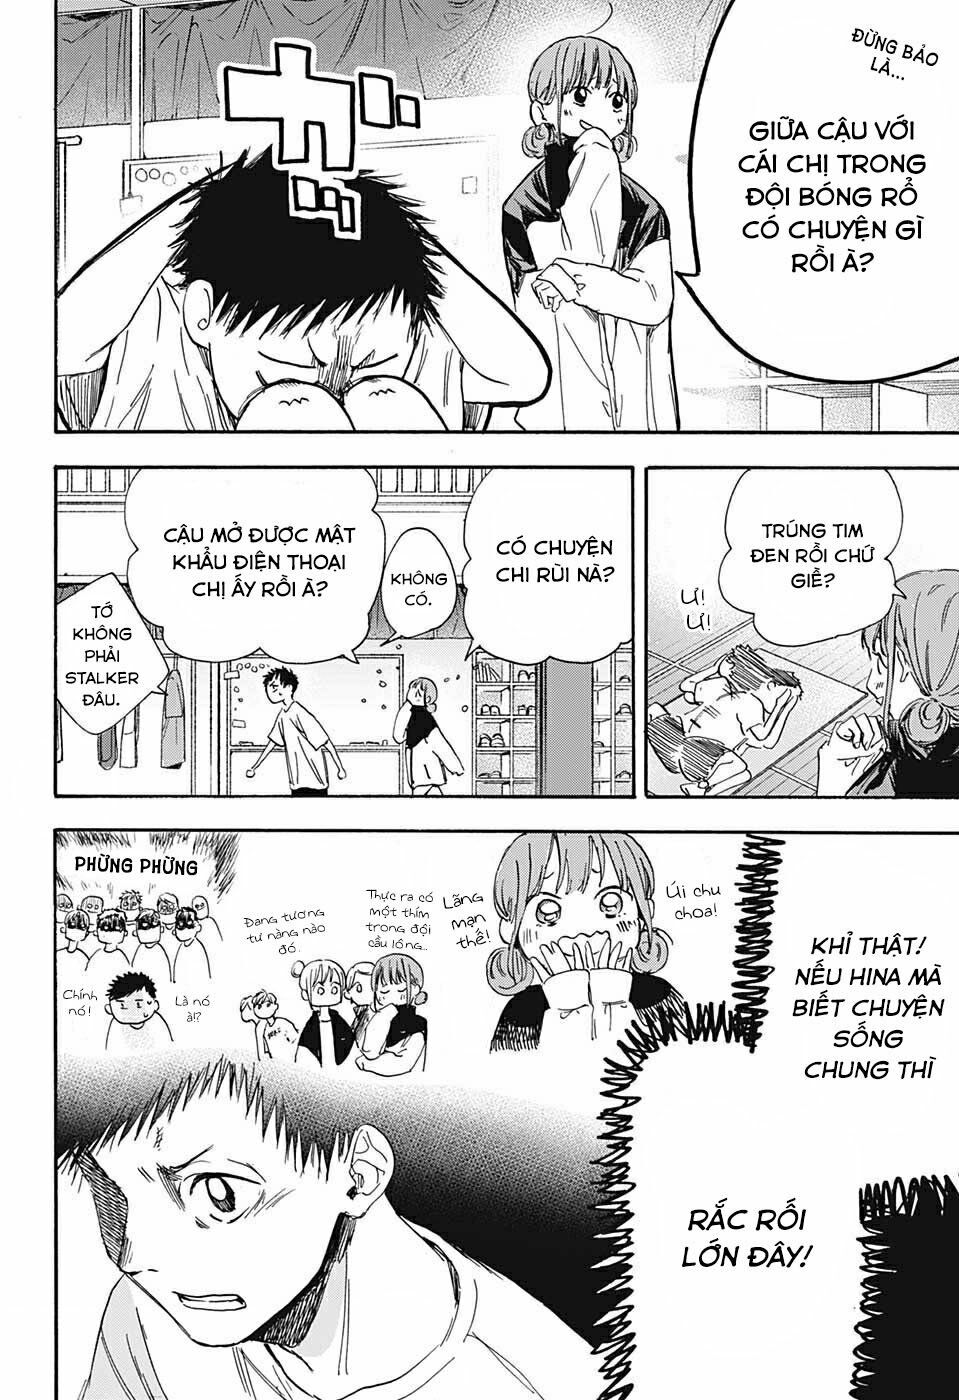 ĐỪNG BẢO
LÀ...
GIỮA CẬU VỚI
CÁI CHỊ TRONG
ĐỘI BÓNG RỔ
CÓ CHUYỆN GÌ
RỒI À?
ガーン
TRÚNG TIM
ĐEN RỒI CHỨ
GIỀ?
Ư!
Ư!
CÓ CHUYỆN
CHI RÙI NÀ?
KHÔNG
CÓ.
CẬU MỞ ĐƯỢC MẬT
KHẨU ĐIỆN THOẠI
CHỊ ẤY RỒI À?
TỚ
KHÔNG
PHẢI
STALKER
ĐÂU.
KHỈ THẬT!
NẾU HINA MÀ
BIẾT CHUYỆN
SỐNG
CHUNG THÌ
Úi chu
choa!
Lãng
mạn
thế!
Thực ra có
một thím
trong đội
cầu lông..
Đang tương
tư nàng nào
đó.
PHỪNG PHỪNG
Là nó
à!?
Chính
nó!
RẮC RỐI
LỚN ĐÂY!